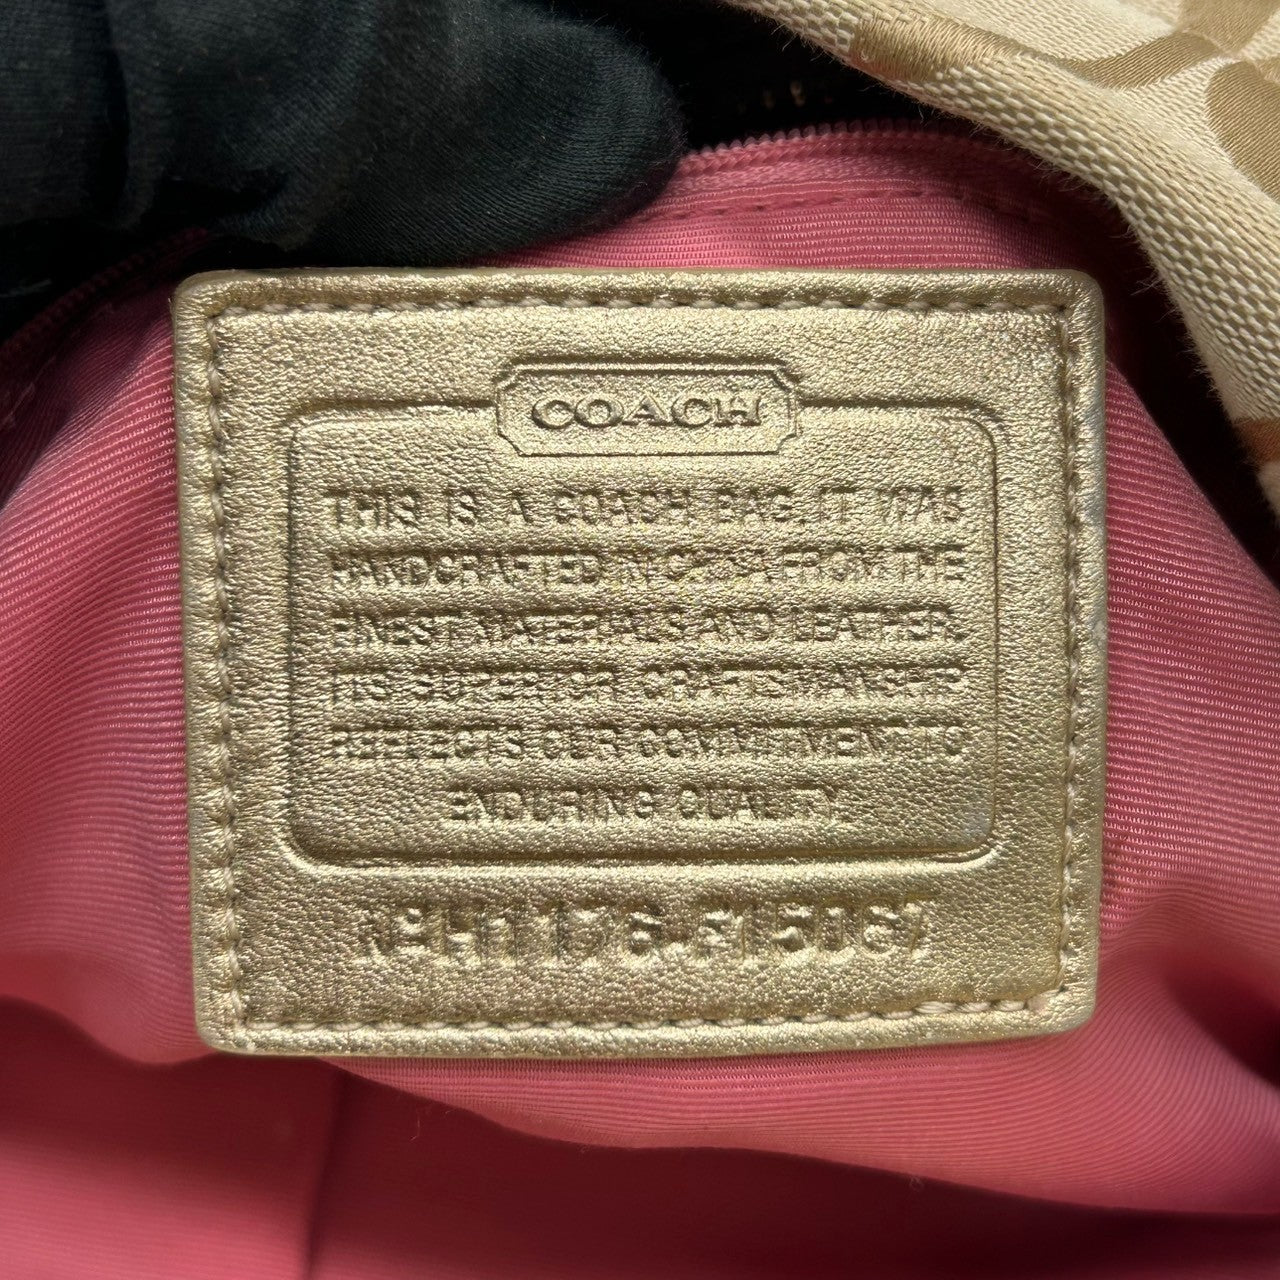 COACH
THIS IS A COACH BAG. IT WAS
HANDCRAFTED IN CHINA FROM THE
FINEST MATERIALS AND LEATHER.
ITS SUPERIOR CRAFTSMANSHIP
REFLECTS OUR COMMITMENT TO
ENDURING QUALITY.